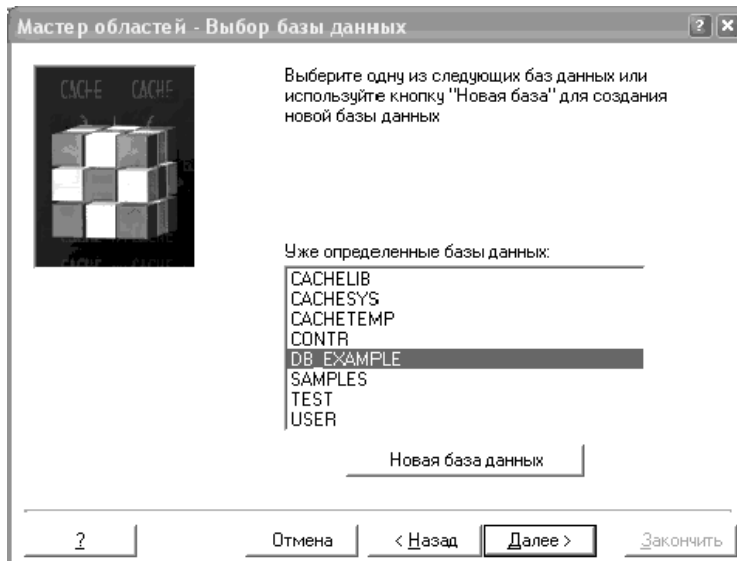 Мастер областей - Выбор базы данных
CACHE CACHE
Выберите одну из следующих баз данных или
используйте кнопку "Новая база" для создания
новой базы данных
Уже определенные базы данных:
CACHELIB
CACHESYS
CACHETEMP
CONTR
DB_EXAMPLE
SAMPLES
TEST
USER
Новая база данных
?
Отмена
< Назад
Далее >
Закончить